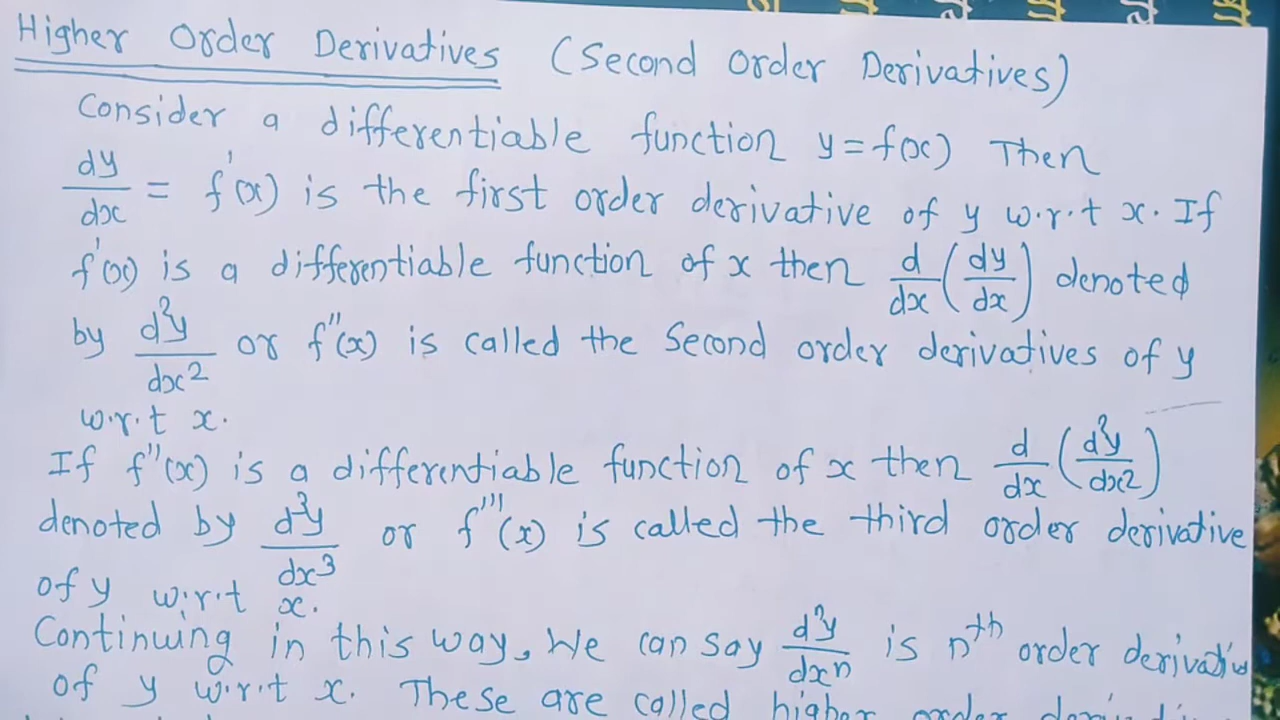 Higher Order Derivatives (Second Order Derivatives)
Consider a differentiable function y = f(x) Then
dy/dx = f'(x) is the first order derivative of y w.r.t x. If
f'(x) is a differentiable function of x then d/dx (dy/dx) denoted
by d²y/dx² or f''(x) is called the Second order derivatives of y
w.r.t x.
If f''(x) is a differentiable function of x then d/dx (d²y/dx²)
denoted by d³y/dx³ or f'''(x) is called the third order derivative
of y w.r.t x.
Continuing in this way, We can say dⁿy/dxⁿ is nth order derivative
of y w.r.t x. These are called higher order